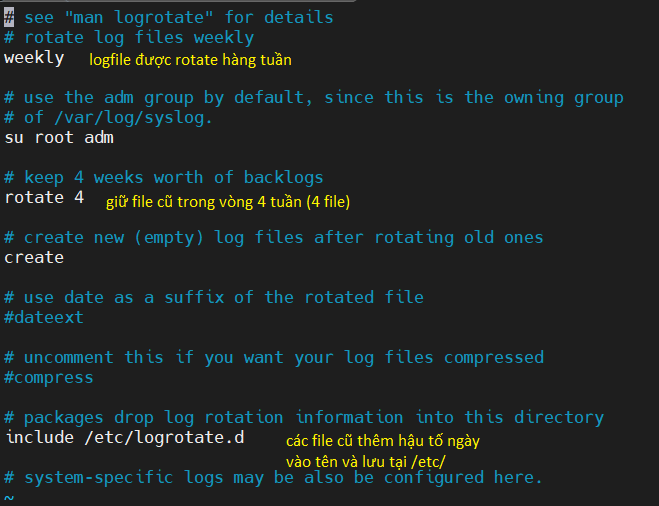 # see "man logrotate" for details
# rotate log files weekly
weekly logfile được rotate hàng tuần
# use the adm group by default, since this is the owning group
# of /var/log/syslog.
su root adm
# keep 4 weeks worth of backlogs
rotate 4 giữ file cũ trong vòng 4 tuần (4 file)
# create new (empty) log files after rotating old ones
create
# use date as a suffix of the rotated file
#dateext
# uncomment this if you want your log files compressed
#compress
# packages drop log rotation information into this directory
include /etc/logrotate.d các file cũ thêm hậu tố ngày
vào tên và lưu tại /etc/
# system-specific logs may be also be configured here.
~